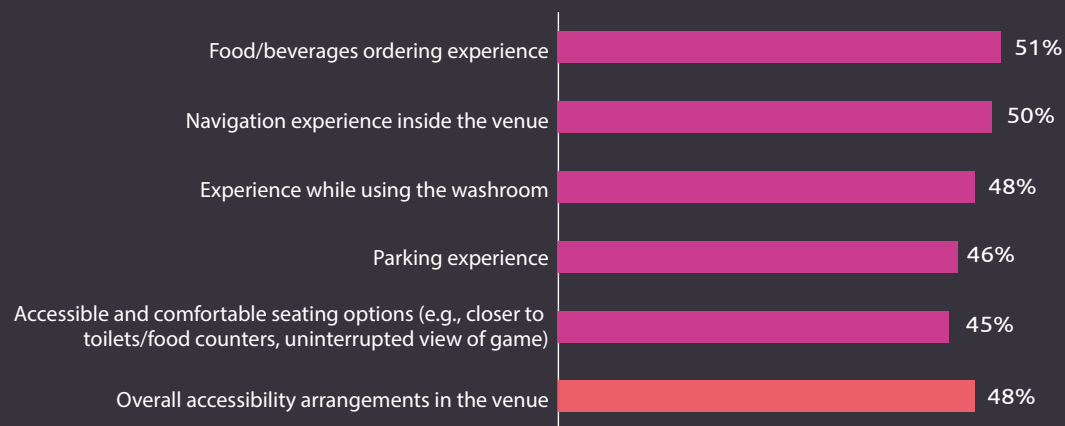 Food/beverages ordering experience 51%
Navigation experience inside the venue 50%
Experience while using the washroom 48%
Parking experience 46%
Accessible and comfortable seating options (e.g., closer to
toilets/food counters, uninterrupted view of game) 45%
Overall accessibility arrangements in the venue 48%